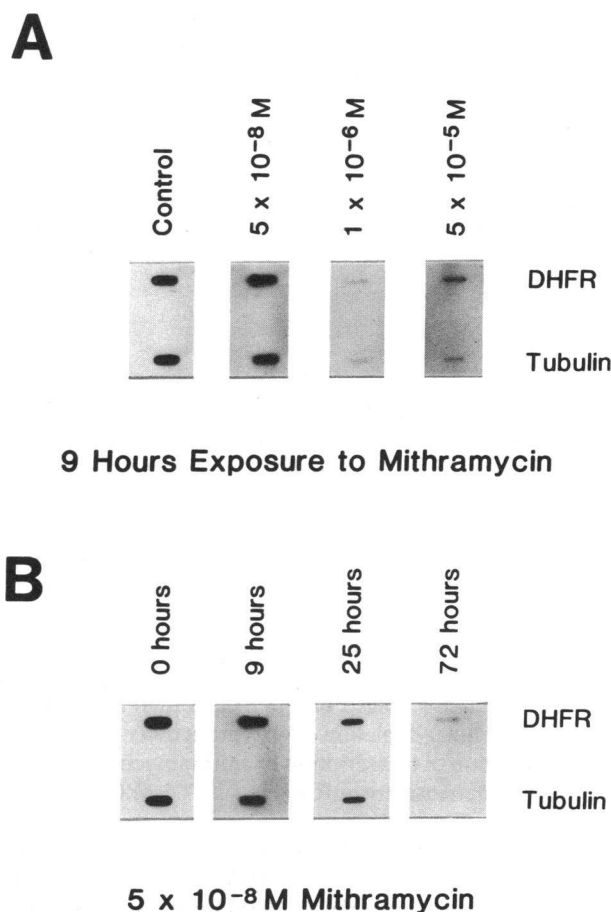 A
Control
5 x 10⁻⁸ M
1 x 10⁻⁶ M
5 x 10⁻⁵ M
DHFR
Tubulin
9 Hours Exposure to Mithramycin
B
0 hours
9 hours
25 hours
72 hours
DHFR
Tubulin
5 x 10⁻⁸ M Mithramycin